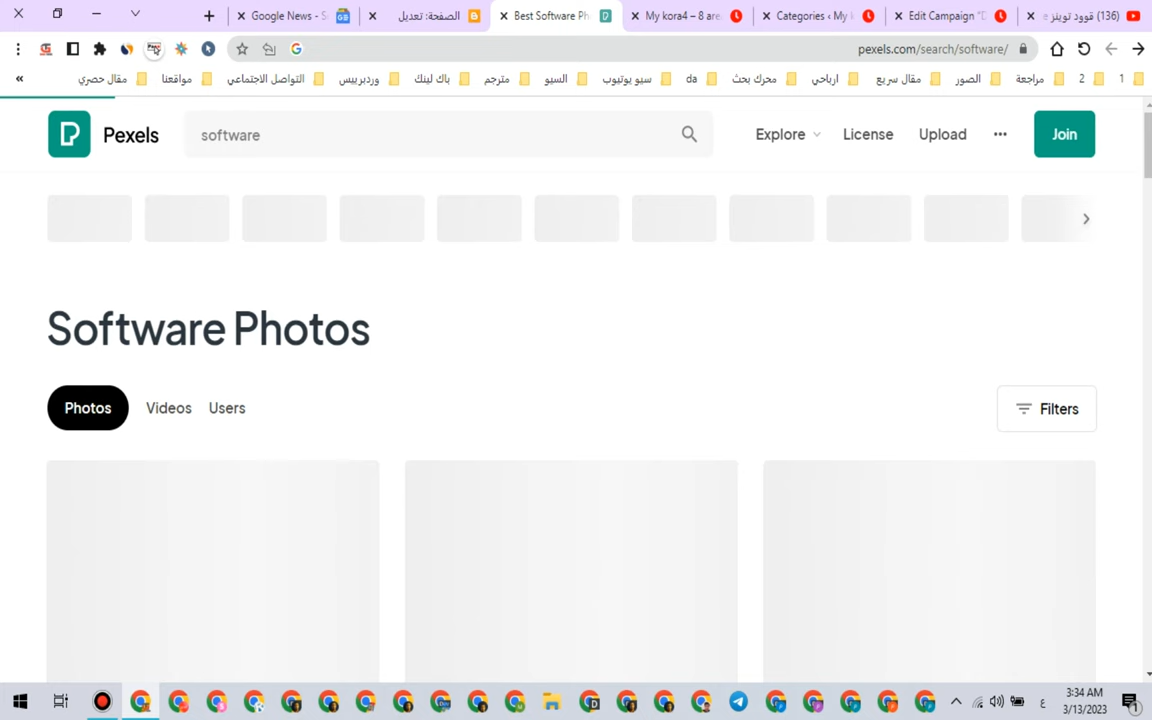 Google News - S
الصفحة: تعديل
Best Software Ph
My kora4 – 8 are
Categories ‹ My
Edit Campaign "D
(136) قوود توينز
pexels.com/search/software/
»
مقال حصري
مواقعنا
التواصل الاجتماعي
وردبرييس
باك لينك
مترجم
السيو
سيو يوتيوب
da
محرك بحث
ارباحي
مقال سريع
الصور
مراجعة
2
1
Pexels
software
Explore
License
Upload
Join
Software Photos
Photos
Videos
Users
Filters
ع
3:34 AM
3/13/2023
1